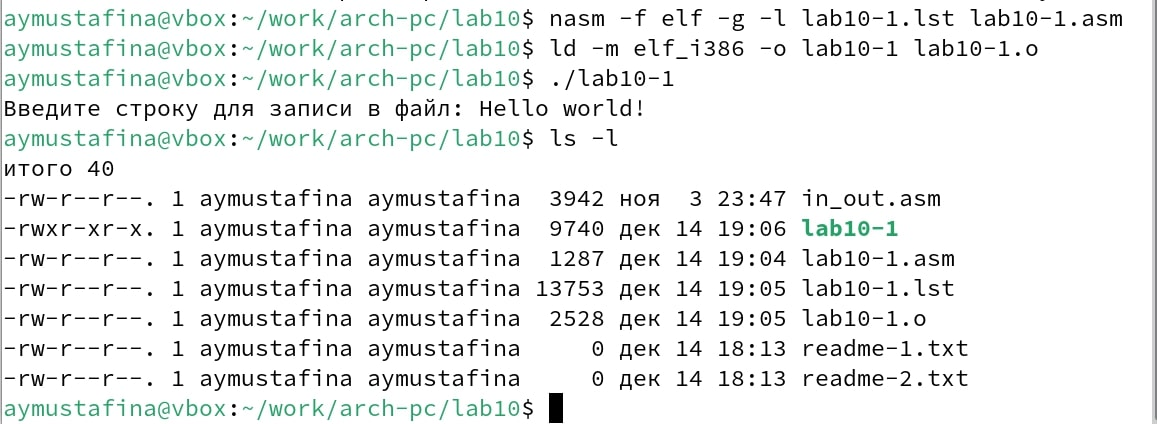 aymustafina@vbox:~/work/arch-pc/lab10$ nasm -f elf -g -l lab10-1.lst lab10-1.asm
aymustafina@vbox:~/work/arch-pc/lab10$ ld -m elf_i386 -o lab10-1 lab10-1.o
aymustafina@vbox:~/work/arch-pc/lab10$ ./lab10-1
Введите строку для записи в файл: Hello world!
aymustafina@vbox:~/work/arch-pc/lab10$ ls -l
итого 40
-rw-r--r--. 1 aymustafina aymustafina  3942 ноя  3 23:47 in_out.asm
-rwxr-xr-x. 1 aymustafina aymustafina  9740 дек 14 19:06 lab10-1
-rw-r--r--. 1 aymustafina aymustafina  1287 дек 14 19:04 lab10-1.asm
-rw-r--r--. 1 aymustafina aymustafina 13753 дек 14 19:05 lab10-1.lst
-rw-r--r--. 1 aymustafina aymustafina  2528 дек 14 19:05 lab10-1.o
-rw-r--r--. 1 aymustafina aymustafina     0 дек 14 18:13 readme-1.txt
-rw-r--r--. 1 aymustafina aymustafina     0 дек 14 18:13 readme-2.txt
aymustafina@vbox:~/work/arch-pc/lab10$